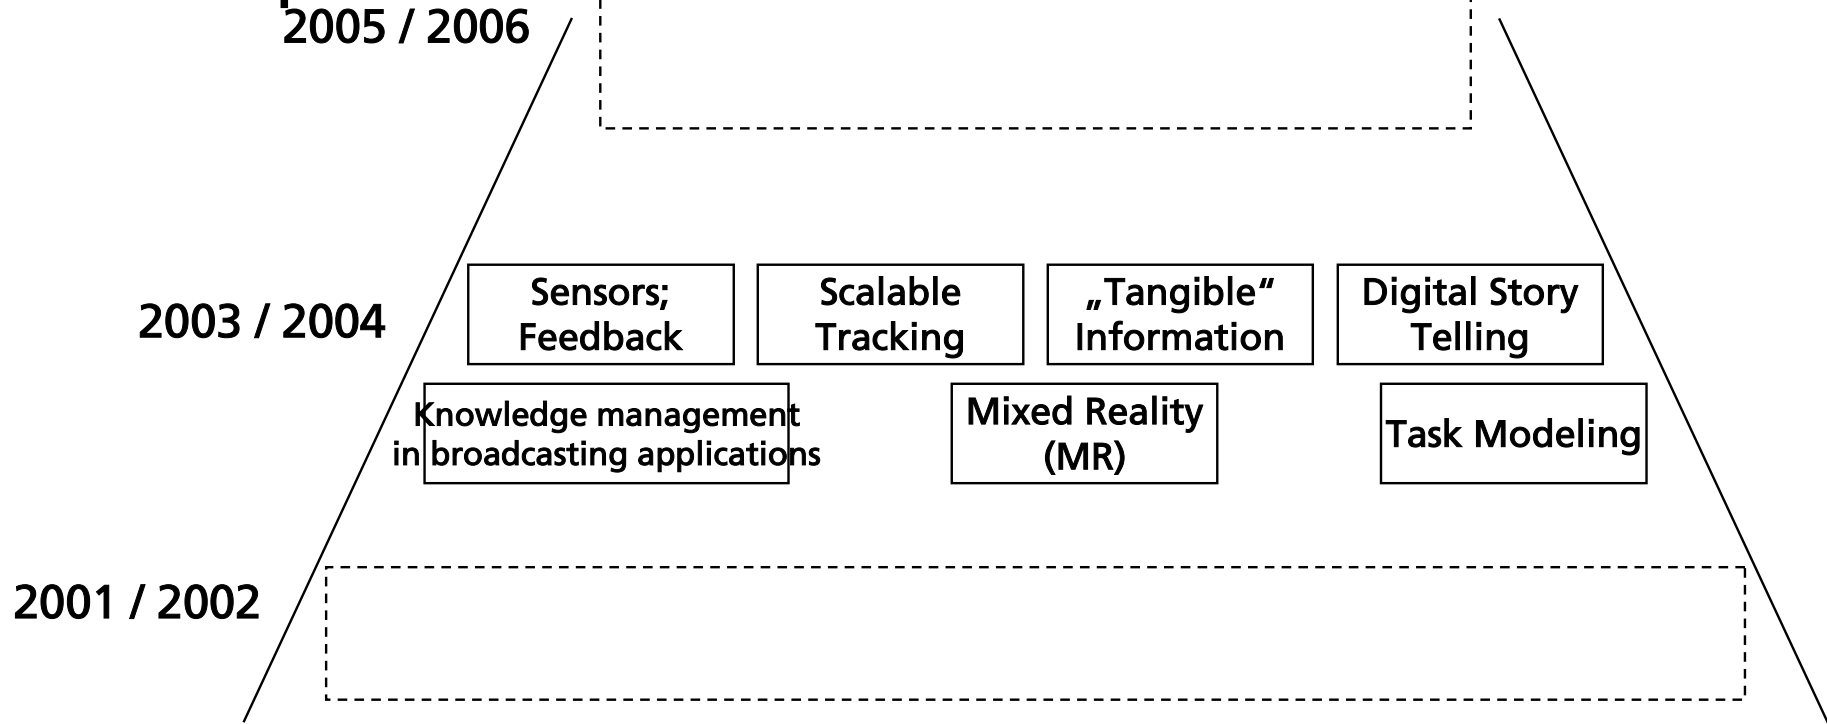 2005 / 2006
Sensors;
Feedback
Scalable
Tracking
„Tangible“
Information
Digital Story
Telling
2003 / 2004
Knowledge management
in broadcasting applications
Mixed Reality
(MR)
Task Modeling
2001 / 2002